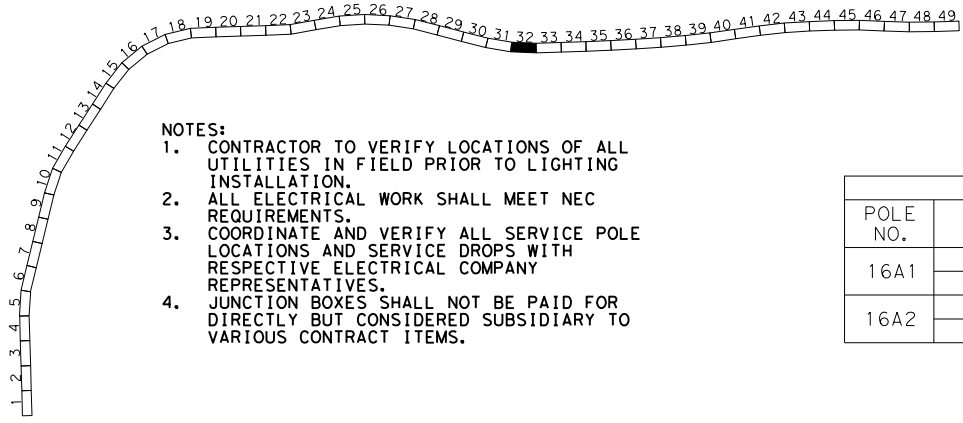 1 2 3 4 5 6 7 8 9 10 11 12 13 14 15 16 17 18 19 20 21 22 23 24 25 26 27 28 29 30 31 32 33 34 35 36 37 38 39 40 41 42 43 44 45 46 47 48 49
NOTES:
1. CONTRACTOR TO VERIFY LOCATIONS OF ALL
UTILITIES IN FIELD PRIOR TO LIGHTING
INSTALLATION.
2. ALL ELECTRICAL WORK SHALL MEET NEC
REQUIREMENTS.
3. COORDINATE AND VERIFY ALL SERVICE POLE
LOCATIONS AND SERVICE DROPS WITH
RESPECTIVE ELECTRICAL COMPANY
REPRESENTATIVES.
4. JUNCTION BOXES SHALL NOT BE PAID FOR
DIRECTLY BUT CONSIDERED SUBSIDIARY TO
VARIOUS CONTRACT ITEMS.
POLE
NO.
16A1
16A2